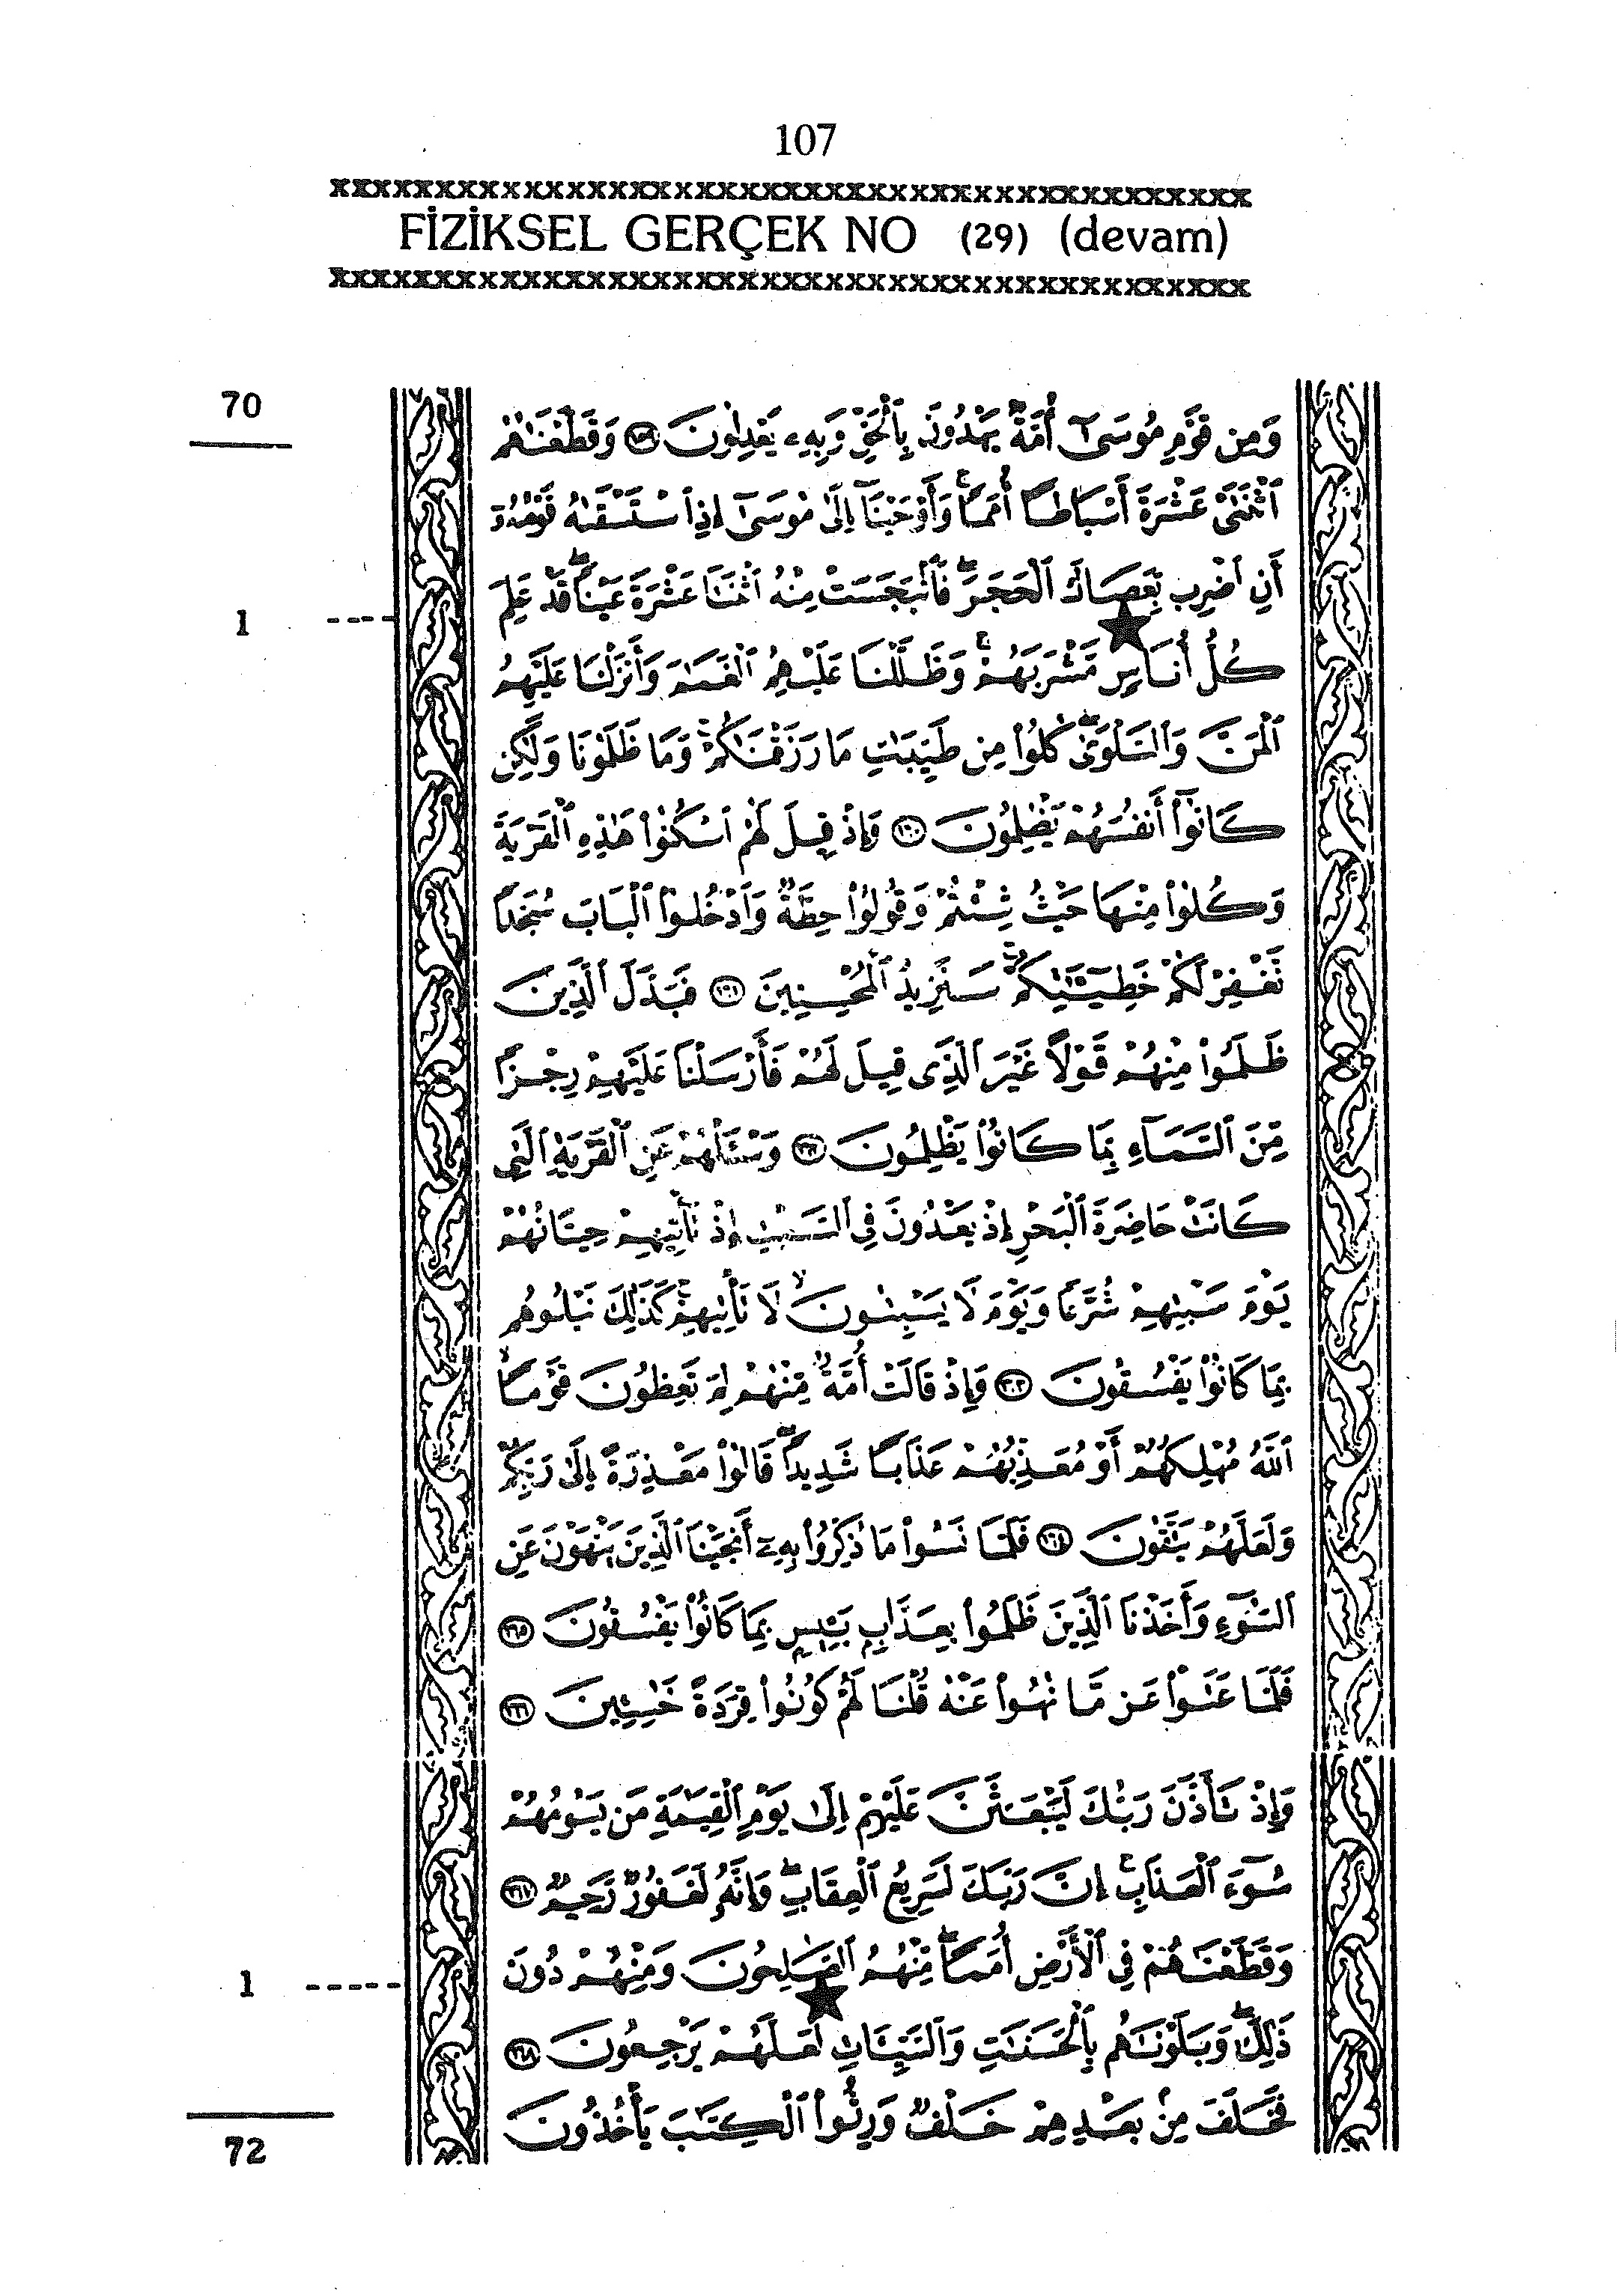 107
xxxxxxxxxxxxxxxxxxxxxxxxxxxxxxxxxxxxxxxxxxx
FİZİKSEL GERÇEK NO (29) (devam)
xxxxxxxxxxxxxxxxxxxxxxxxxxxxxxxxxxxxxxxxxxx
70
وَمِن قَوْمِ مُوسَىٰٓ أُمَّةٌ يَهْدُونَ بِٱلْحَقِّ وَبِهِۦ يَعْدِلُونَ ١٥٩ وَقَطَّعْنَٰهُمُ
ٱثْنَتَىْ عَشْرَةَ أَسْبَاطًا أُمَمًا ۚ وَأَوْحَيْنَآ إِلَىٰ مُوسَىٰٓ إِذِ ٱسْتَسْقَىٰهُ قَوْمُهُۥٓ
أَنِ ٱضْرِب بِّعَصَاكَ ٱلْحَجَرَ ۖ فَٱنۢبَجَسَتْ مِنْهُ ٱثْنَتَا عَشْرَةَ عَيْنًا ۖ قَدْ عَلِمَ
1 -----
كُلُّ أُنَاسٍ مَّشْرَبَهُمْ ۚ وَظَلَّلْنَا عَلَيْهِمُ ٱلْغَمَٰمَ وَأَنزَلْنَا عَلَيْهِمُ
ٱلْمَنَّ وَٱلسَّلْوَىٰ ۖ كُلُوا۟ مِن طَيِّبَٰتِ مَا رَزَقْنَٰكُمْ ۚ وَمَا ظَلَمُونَا وَلَٰكِن
كَانُوٓا۟ أَنفُسَهُمْ يَظْلِمُونَ ١٦٠ وَإِذْ قِيلَ لَهُمُ ٱسْكُنُوا۟ هَٰذِهِ ٱلْقَرْيَةَ
وَكُلُوا۟ مِنْهَا حَيْثُ شِئْتُمْ وَقُولُوا۟ حِطَّةٌ وَٱدْخُلُوا۟ ٱلْبَابَ سُجَّدًا
نَّغْفِرْ لَكُمْ خَطِيٓـَٰٔتِكُمْ ۚ سَنَزِيدُ ٱلْمُحْسِنِينَ ١٦١ فَبَدَّلَ ٱلَّذِينَ
ظَلَمُوا۟ مِنْهُمْ قَوْلًا غَيْرَ ٱلَّذِى قِيلَ لَهُمْ فَأَرْسَلْنَا عَلَيْهِمْ رِجْزًا
مِّنَ ٱلسَّمَآءِ بِمَا كَانُوا۟ يَظْلِمُونَ ١٦٢ وَسْـَٔلْهُمْ عَنِ ٱلْقَرْيَةِ ٱلَّتِى
كَانَتْ حَاضِرَةَ ٱلْبَحْرِ إِذْ يَعْدُونَ فِى ٱلسَّبْتِ إِذْ تَأْتِيهِمْ حِيتَانُهُمْ
يَوْمَ سَبْتِهِمْ شُرَّعًا وَيَوْمَ لَا يَسْبِتُونَ ۙ لَا تَأْتِيهِمْ ۚ كَذَٰلِكَ نَبْلُوهُم
بِمَا كَانُوا۟ يَفْسُقُونَ ١٦٣ وَإِذْ قَالَتْ أُمَّةٌ مِّنْهُمْ لِمَ تَعِظُونَ قَوْمًا ۙ
ٱللَّهُ مُهْلِكُهُمْ أَوْ مُعَذِّبُهُمْ عَذَابًا شَدِيدًا ۖ قَالُوا۟ مَعْذِرَةً إِلَىٰ رَبِّكُمْ
وَلَعَلَّهُمْ يَتَّقُونَ ١٦٤ فَلَمَّا نَسُوا۟ مَا ذُكِّرُوا۟ بِهِۦٓ أَنجَيْنَا ٱلَّذِينَ يَنْهَوْنَ عَنِ
ٱلسُّوٓءِ وَأَخَذْنَا ٱلَّذِينَ ظَلَمُوا۟ بِعَذَابٍۭ بَـِٔيسٍۭ بِمَا كَانُوا۟ يَفْسُقُونَ ١٦٥
فَلَمَّا عَتَوْا۟ عَن مَّا نُهُوا۟ عَنْهُ قُلْنَا لَهُمْ كُونُوا۟ قِرَدَةً خَٰسِـِٔينَ ١٦٦
وَإِذْ تَأَذَّنَ رَبُّكَ لَيَبْعَثَنَّ عَلَيْهِمْ إِلَىٰ يَوْمِ ٱلْقِيَٰمَةِ مَن يَسُومُهُمْ
سُوٓءَ ٱلْعَذَابِ ۗ إِنَّ رَبَّكَ لَسَرِيعُ ٱلْعِقَابِ ۖ وَإِنَّهُۥ لَغَفُورٌ رَّحِيمٌ ١٦٧
وَقَطَّعْنَٰهُمْ فِى ٱلْأَرْضِ أُمَمًا ۖ مِّنْهُمُ ٱلصَّٰلِحُونَ وَمِنْهُمْ دُونَ
1 -----
ذَٰلِكَ ۖ وَبَلَوْنَٰهُم بِٱلْحَسَنَٰتِ وَٱلسَّيِّـَٔاتِ لَعَلَّهُمْ يَرْجِعُونَ ١٦٨
فَخَلَفَ مِنۢ بَعْدِهِمْ خَلْفٌ وَرِثُوا۟ ٱلْكِتَٰبَ يَأْخُذُونَ
72